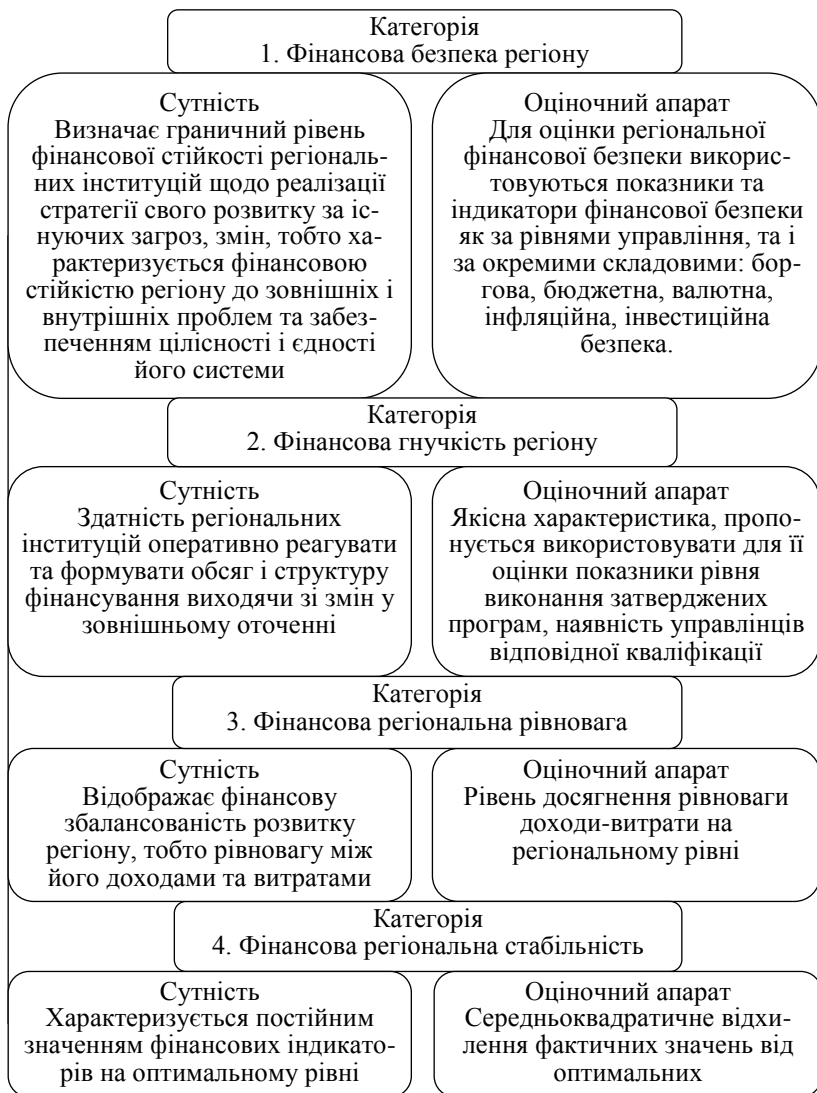 Категорія
1. Фінансова безпека регіону
Сутність
Визначає граничний рівень
фінансової стійкості регіональ-
них інституцій щодо реалізації
стратегії свого розвитку за іс-
нуючих загроз, змін, тобто ха-
рактеризується фінансовою
стійкістю регіону до зовнішніх і
внутрішніх проблем та забез-
печенням цілісності і єдності
його системи
Оціночний апарат
Для оцінки регіональної
фінансової безпеки викорис-
товуються показники та
індикатори фінансової безпеки
як за рівнями управління, та і
за окремими складовими: бор-
гова, бюджетна, валютна,
інфляційна, інвестиційна
безпека.
Категорія
2. Фінансова гнучкість регіону
Сутність
Здатність регіональних
інституцій оперативно реагувати
та формувати обсяг і структуру
фінансування виходячи зі змін у
зовнішньому оточенні
Оціночний апарат
Якісна характеристика, пропо-
нується використовувати для її
оцінки показники рівня
виконання затверджених
програм, наявність управлінців
відповідної кваліфікації
Категорія
3. Фінансова регіональна рівновага
Сутність
Відображає фінансову
збалансованість розвитку
регіону, тобто рівновагу між
його доходами та витратами
Оціночний апарат
Рівень досягнення рівноваги
доходи-витрати на
регіональному рівні
Категорія
4. Фінансова регіональна стабільність
Сутність
Характеризується постійним
значенням фінансових індикато-
рів на оптимальному рівні
Оціночний апарат
Середньоквадратичне відхи-
лення фактичних значень від
оптимальних